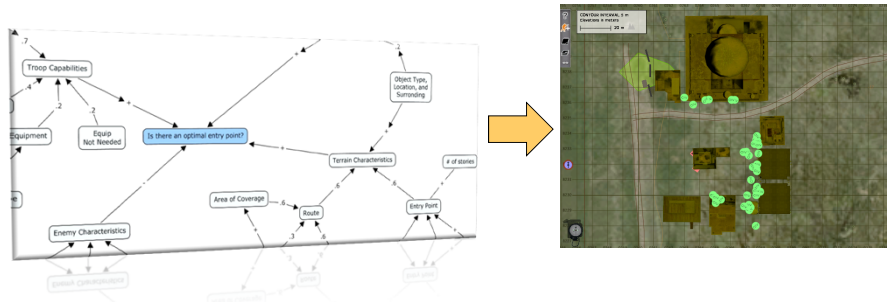 .7
Troop Capabilities
.4
.2
.2
+
+
Equipment
Equip
Not Needed
Is there an optimal entry point?
.2
Object Type,
Location, and
Surronding
+
+
Terrain Characteristics
# of stories
-
.6
.6
+
Area of Coverage
.6
Route
Entry Point
Enemy Characteristics
+
.3
.6
+
+
CONTOUR INTERVAL 5 m
Elevations in meters
25 m